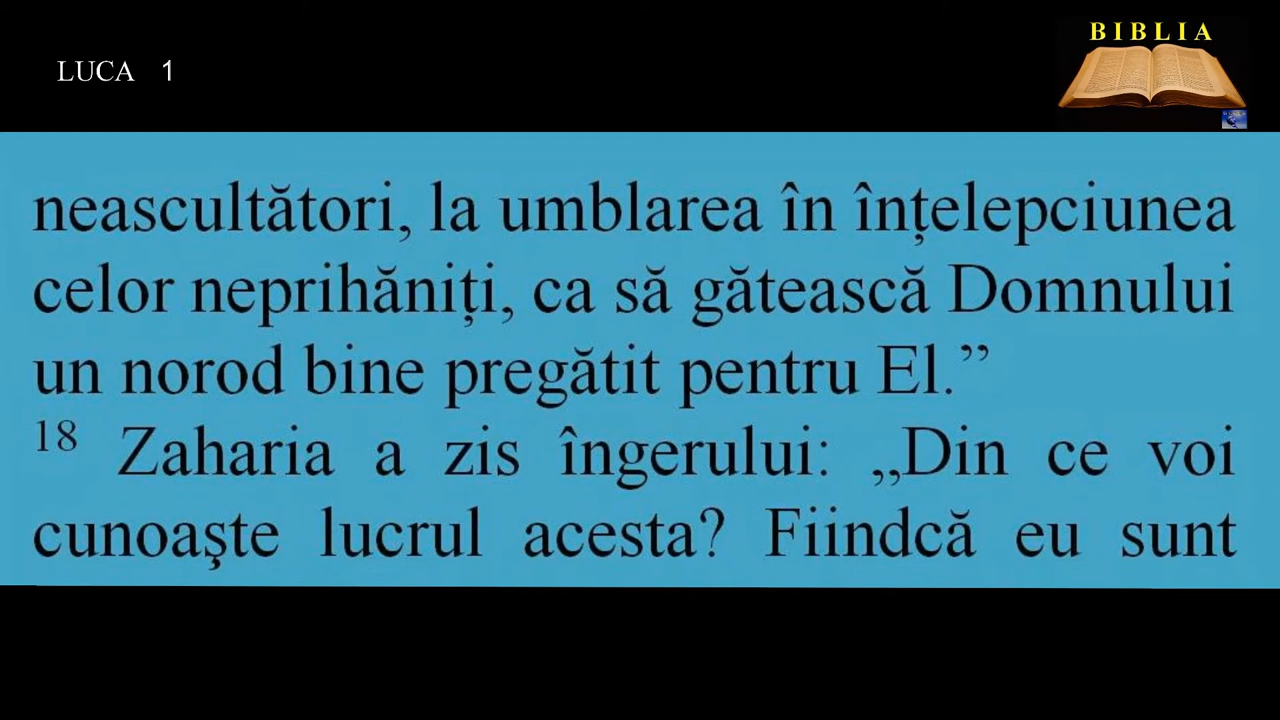 BIBLIA
LUCA 1
neascultători, la umblarea în înțelepciunea
celor neprihăniți, ca să gătească Domnului
un norod bine pregătit pentru El.”
18 Zaharia a zis îngerului: „Din ce voi
cunoaşte lucrul acesta? Fiindcă eu sunt